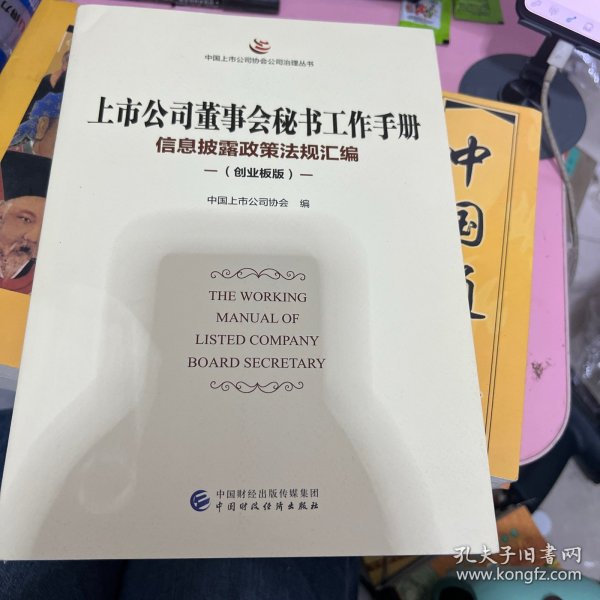 中国上市公司协会公司治理丛书
上市公司董事会秘书工作手册
信息披露政策法规汇编
—（创业板版）—
中国上市公司协会 编
THE WORKING
MANUAL OF
LISTED COMPANY
BOARD SECRETARY
中国财经出版传媒集团
中国财政经济出版社
中国
孔夫子旧书网
www.kongfz.com